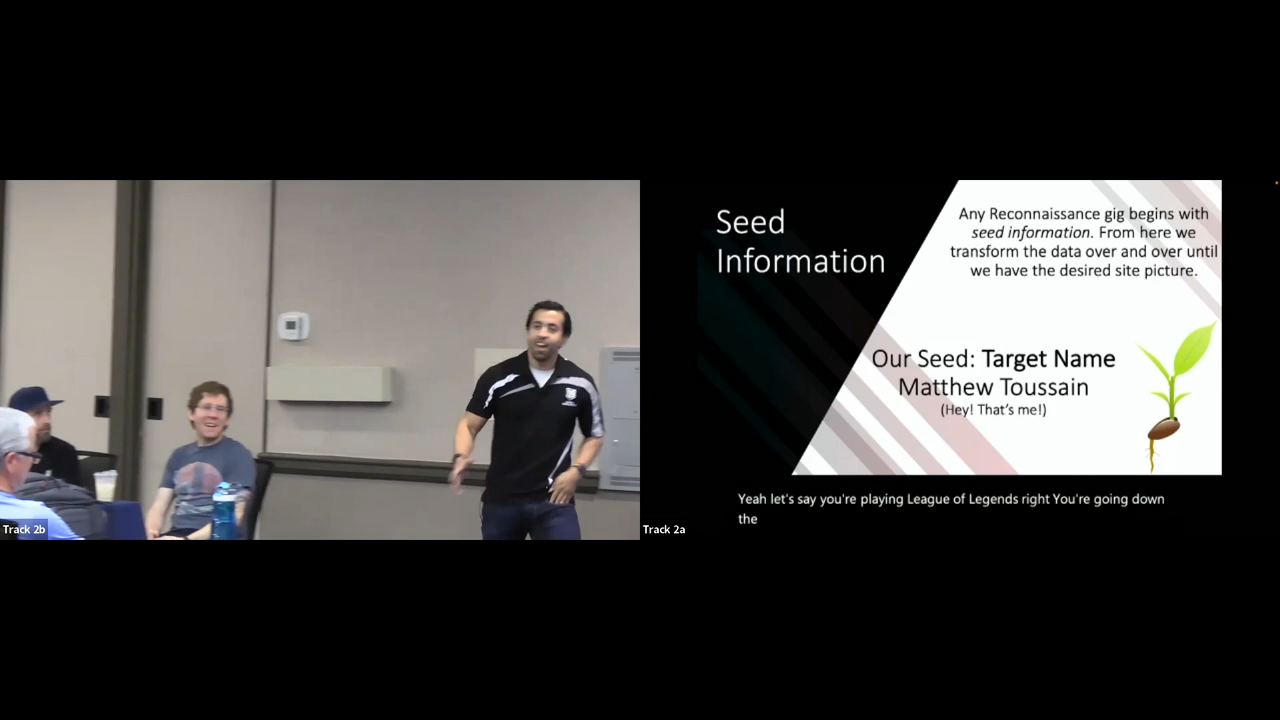 Seed
Information
Any Reconnaissance gig begins with
seed information. From here we
transform the data over and over until
we have the desired site picture.
Our Seed: Target Name
Matthew Toussain
(Hey! That's me!)
Yeah let's say you're playing League of Legends right You're going down
the
Track 2b
Track 2a